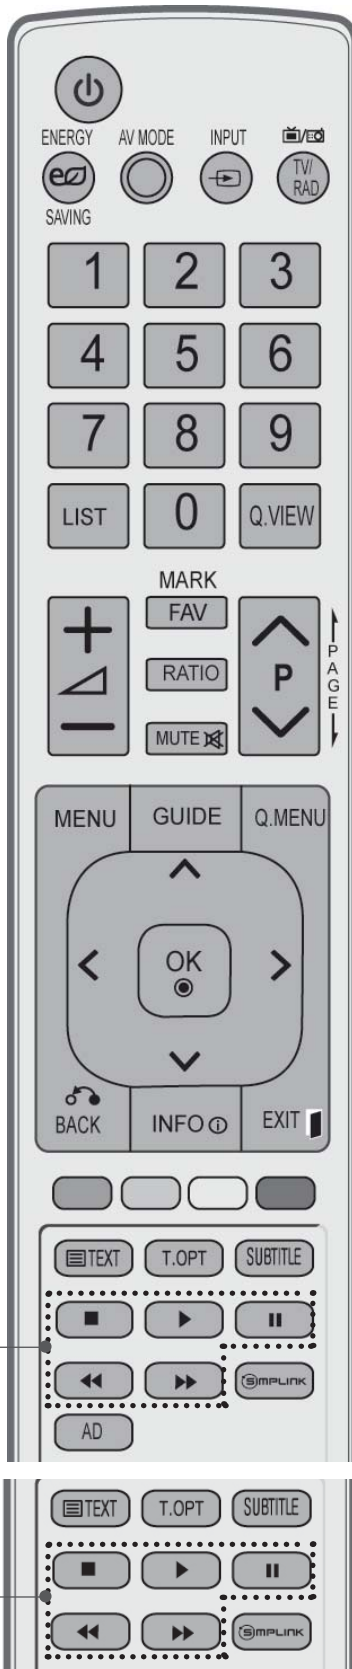 ENERGY AV MODE INPUT
TV/
RAD
SAVING
1 2 3
4 5 6
7 8 9
LIST 0 Q.VIEW
MARK
FAV
RATIO
P
PAGE
MUTE
MENU GUIDE Q.MENU
OK
BACK INFO EXIT
TEXT T.OPT SUBTITLE
SIMPLINK
AD
TEXT T.OPT SUBTITLE
SIMPLINK